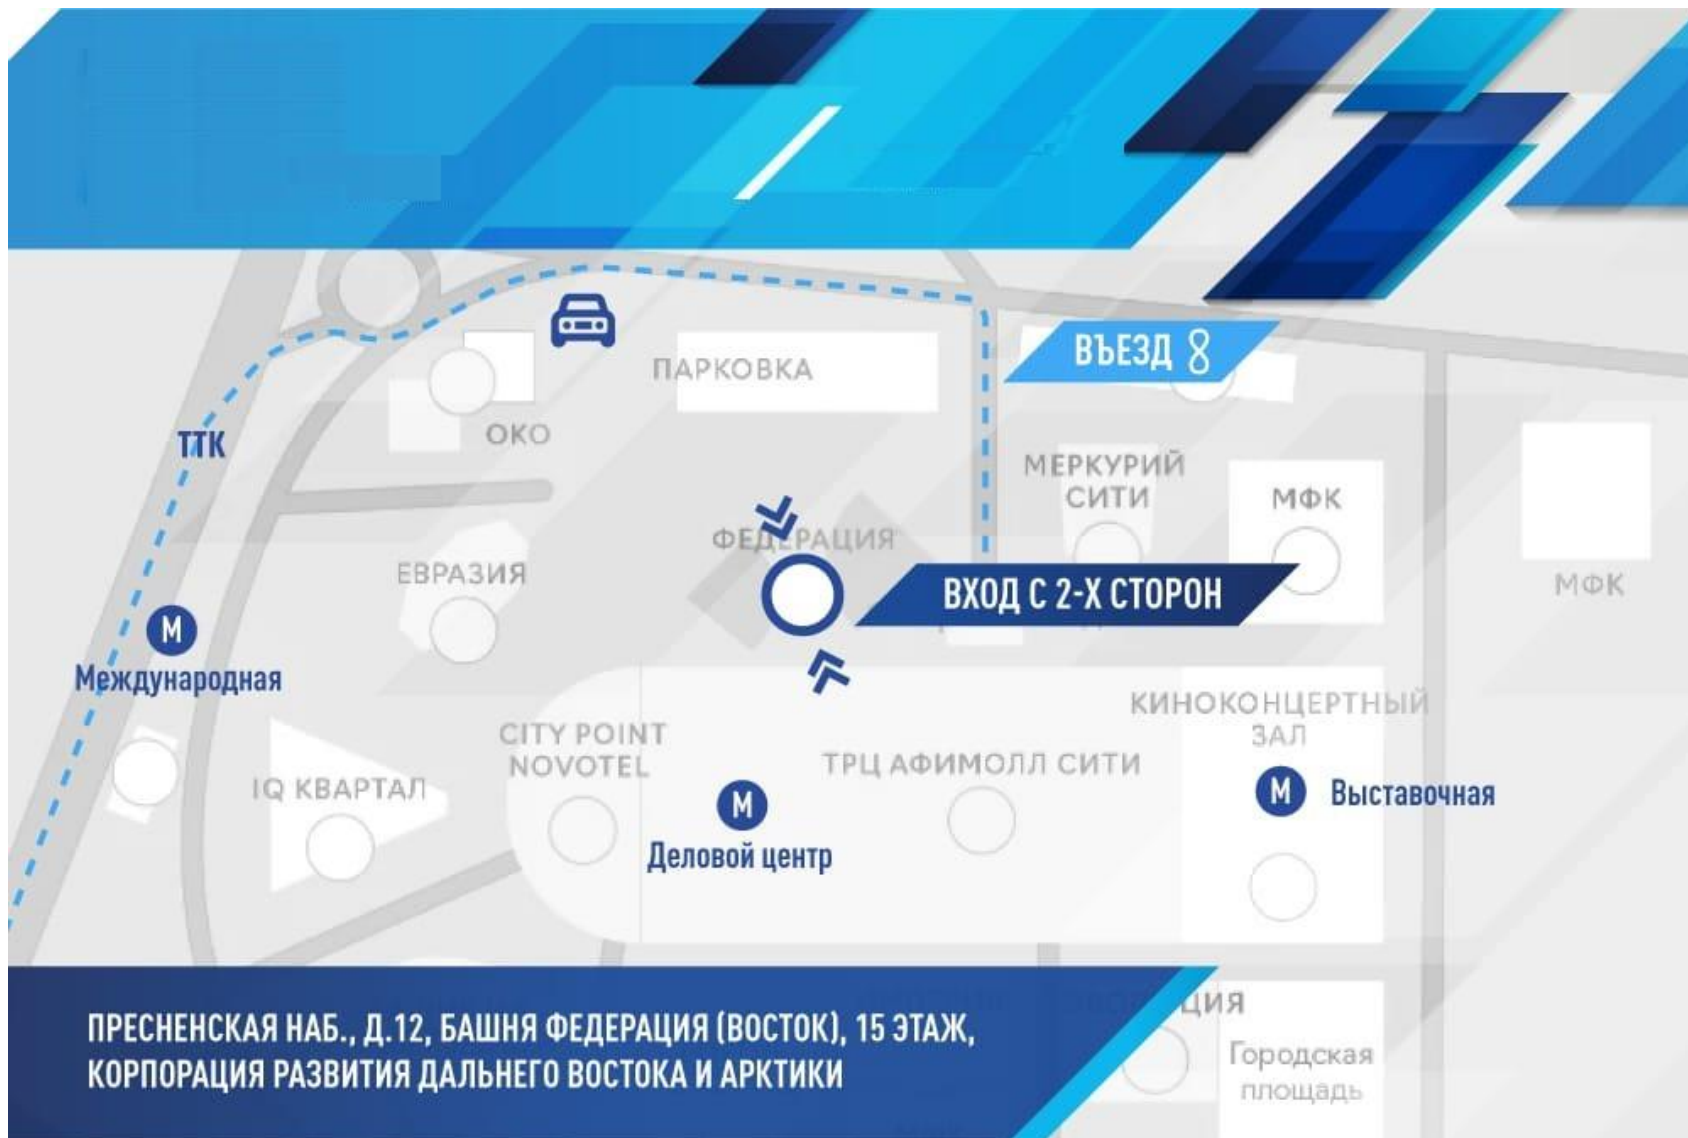 ВЪЕЗД 8
ПАРКОВКА
ОКО
ТТК
МЕРКУРИЙ
СИТИ
МФК
МФК
ФЕДЕРАЦИЯ
ЕВРАЗИЯ
ВХОД С 2-Х СТОРОН
М
Международная
КИНОКОНЦЕРТНЫЙ
ЗАЛ
CITY POINT
NOVOTEL
ТРЦ АФИМОЛЛ СИТИ
IQ КВАРТАЛ
М
Деловой центр
М
Выставочная
ПРЕСНЕНСКАЯ НАБ., Д.12, БАШНЯ ФЕДЕРАЦИЯ (ВОСТОК), 15 ЭТАЖ,
КОРПОРАЦИЯ РАЗВИТИЯ ДАЛЬНЕГО ВОСТОКА И АРКТИКИ
ЦИЯ
Городская
площадь